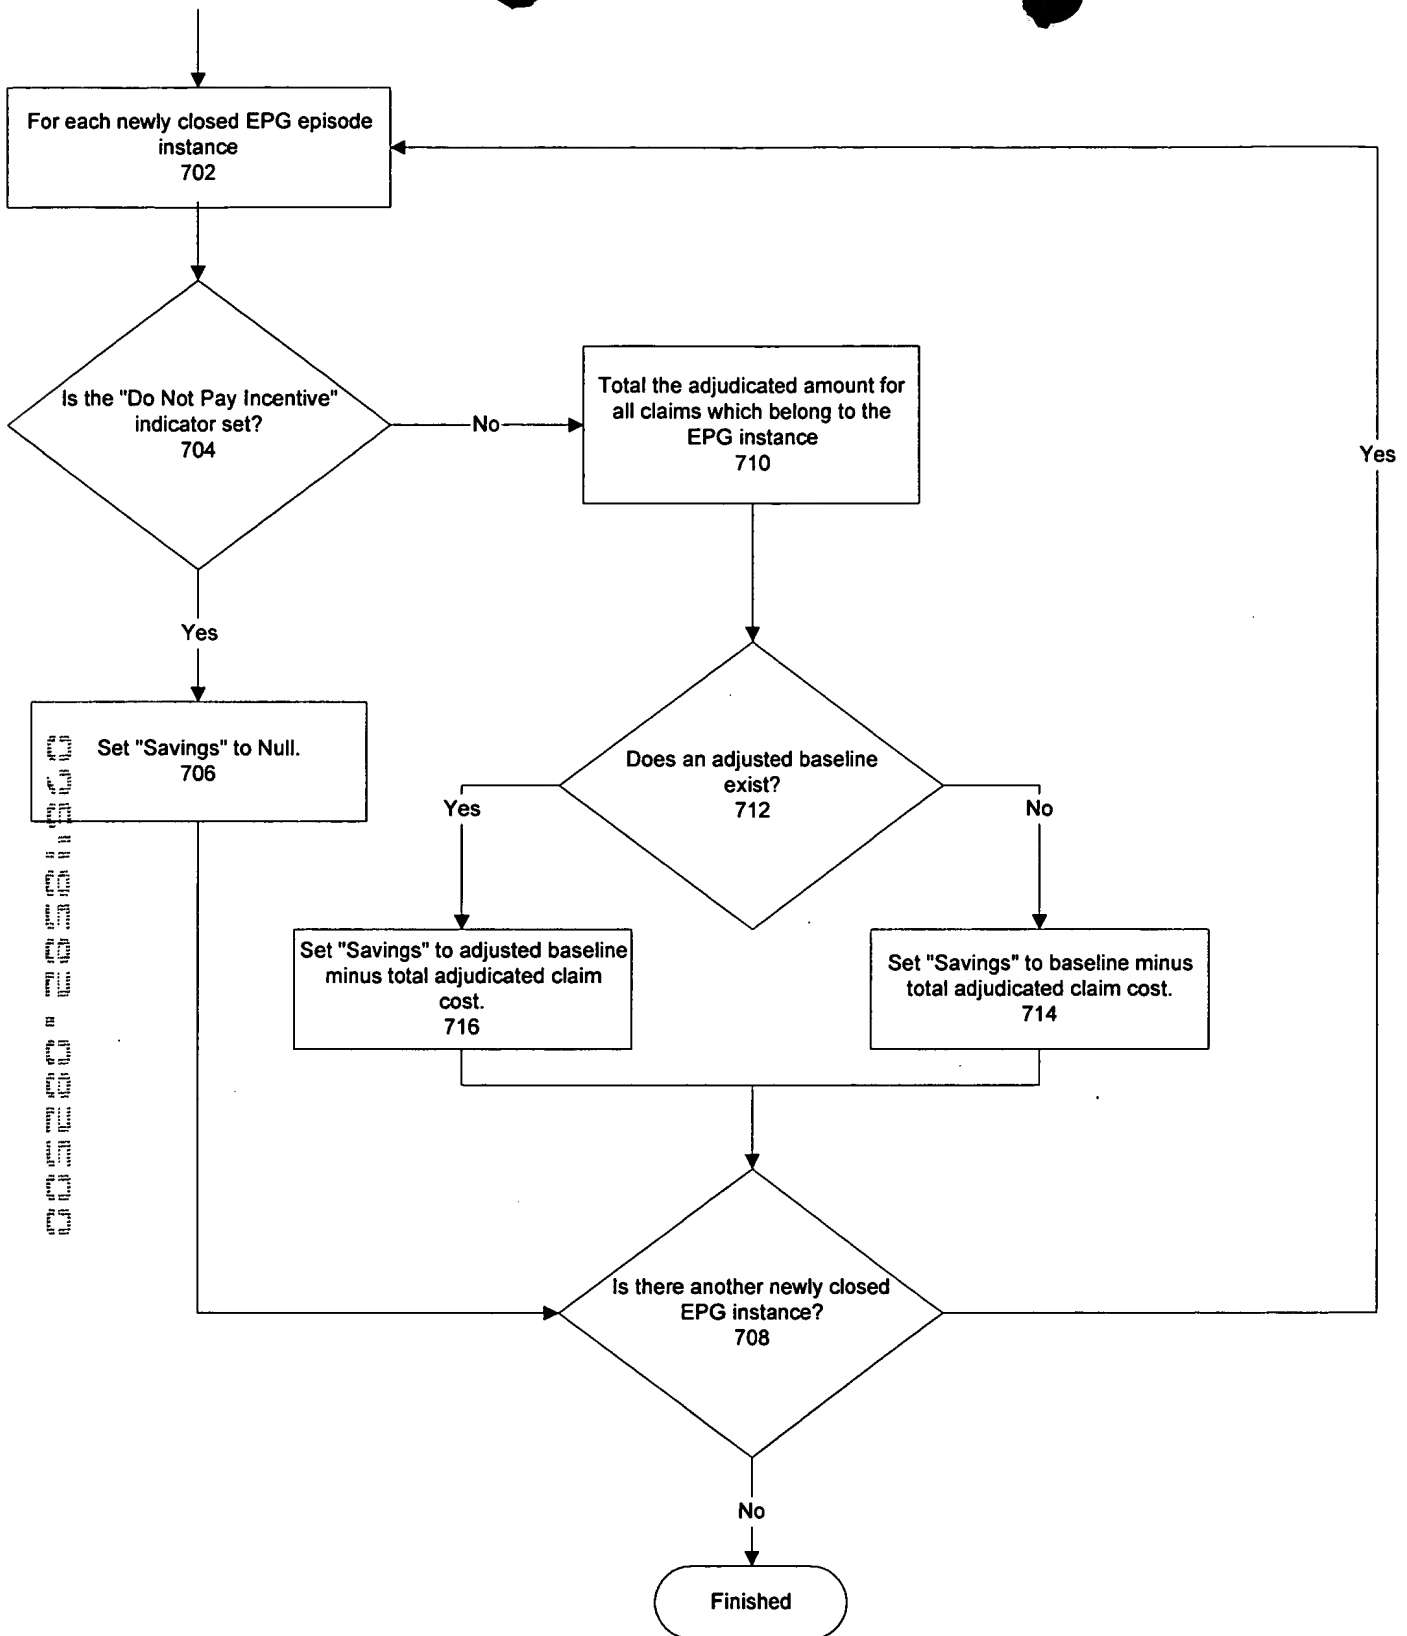 For each newly closed EPG episode
instance
702
Is the "Do Not Pay Incentive"
indicator set?
704
No
Total the adjudicated amount for
all claims which belong to the
EPG instance
710
Yes
Yes
Set "Savings" to Null.
706
Does an adjusted baseline
exist?
712
Yes
No
Set "Savings" to adjusted baseline
minus total adjudicated claim
cost.
716
Set "Savings" to baseline minus
total adjudicated claim cost.
714
Is there another newly closed
EPG instance?
708
No
Finished